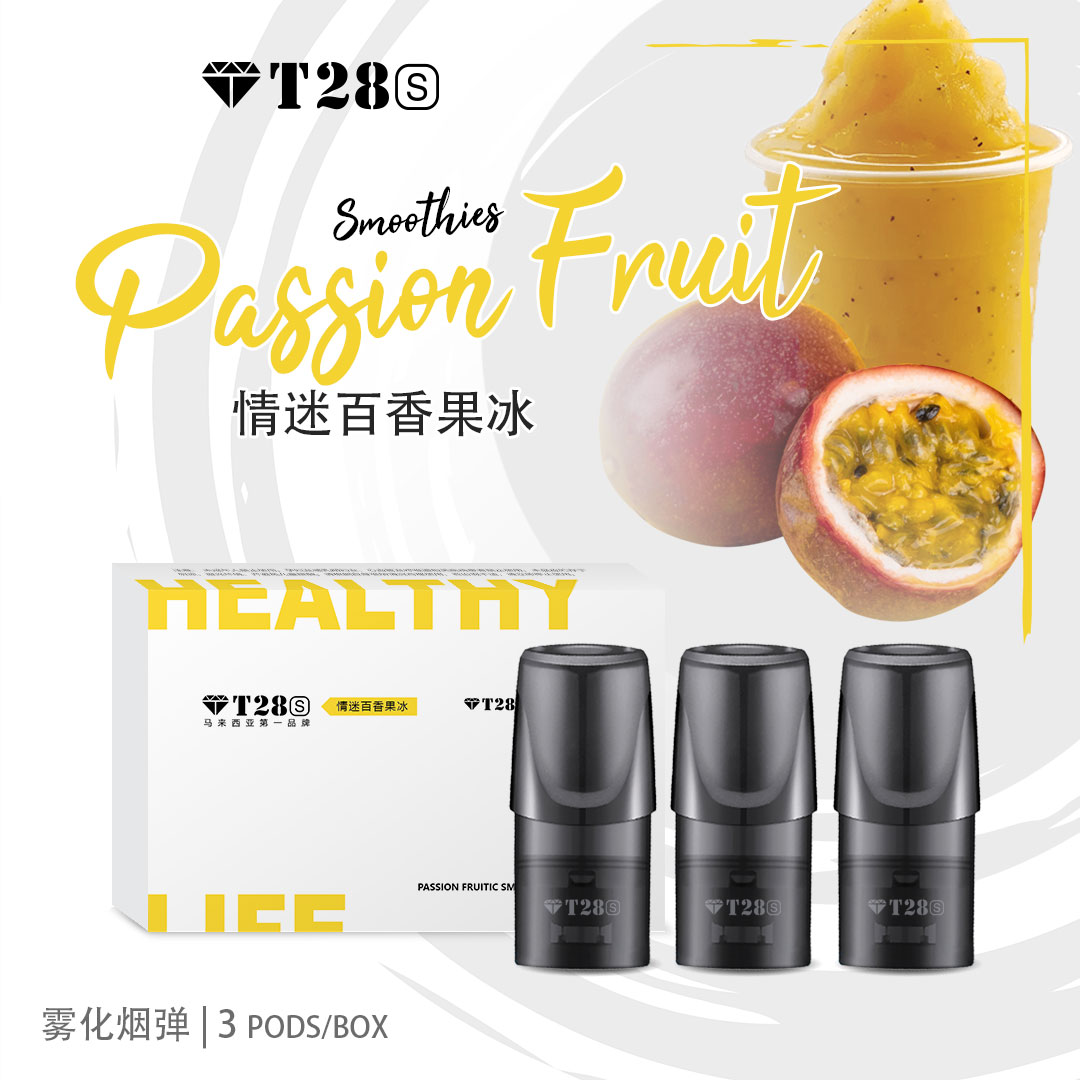 T28S
Smoothies
Passion Fruit
情迷百香果冰
HEALTHY
T28S
情迷百香果冰
马来西亚第一品牌
T28
PASSION FRUITIC SM
LIFE
T28S
T28S
T28S
雾化烟弹 | 3 PODS/BOX